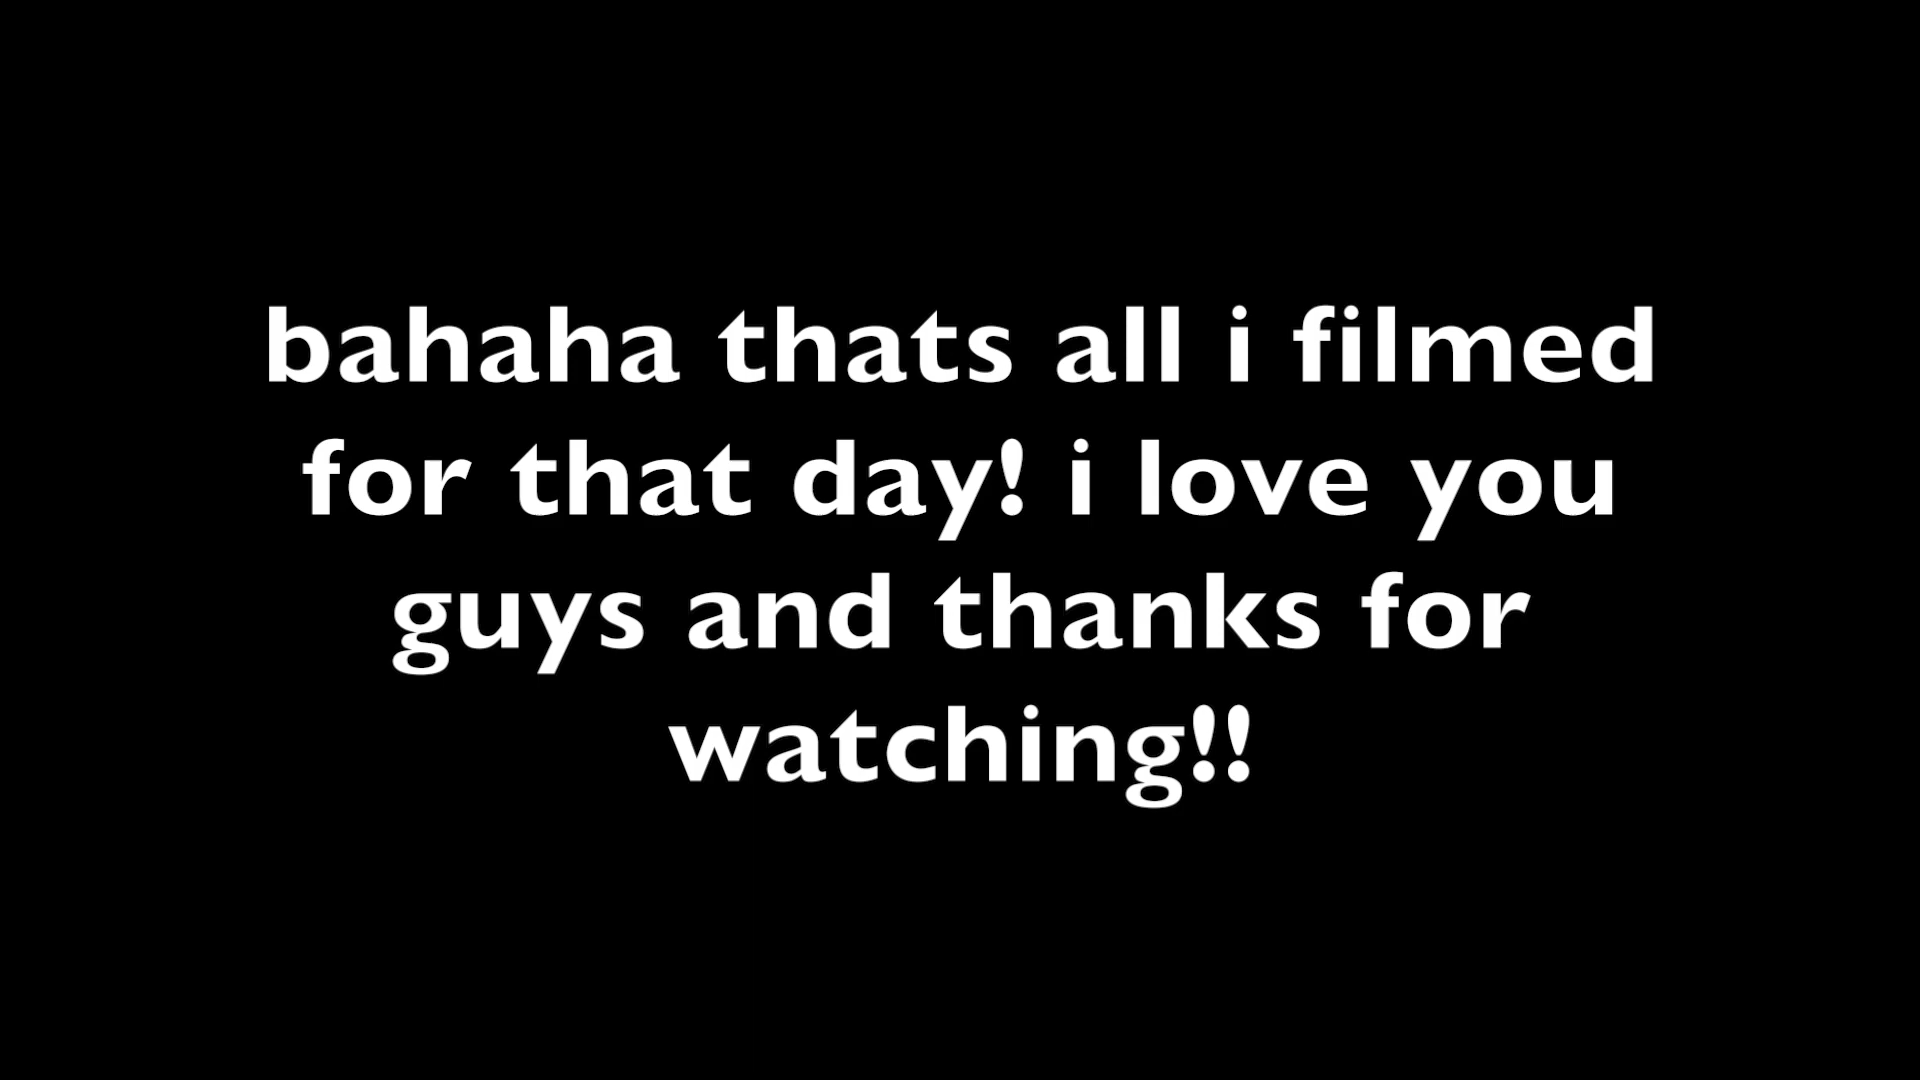 bahaha thats all i filmed
for that day! i love you
guys and thanks for
watching!!